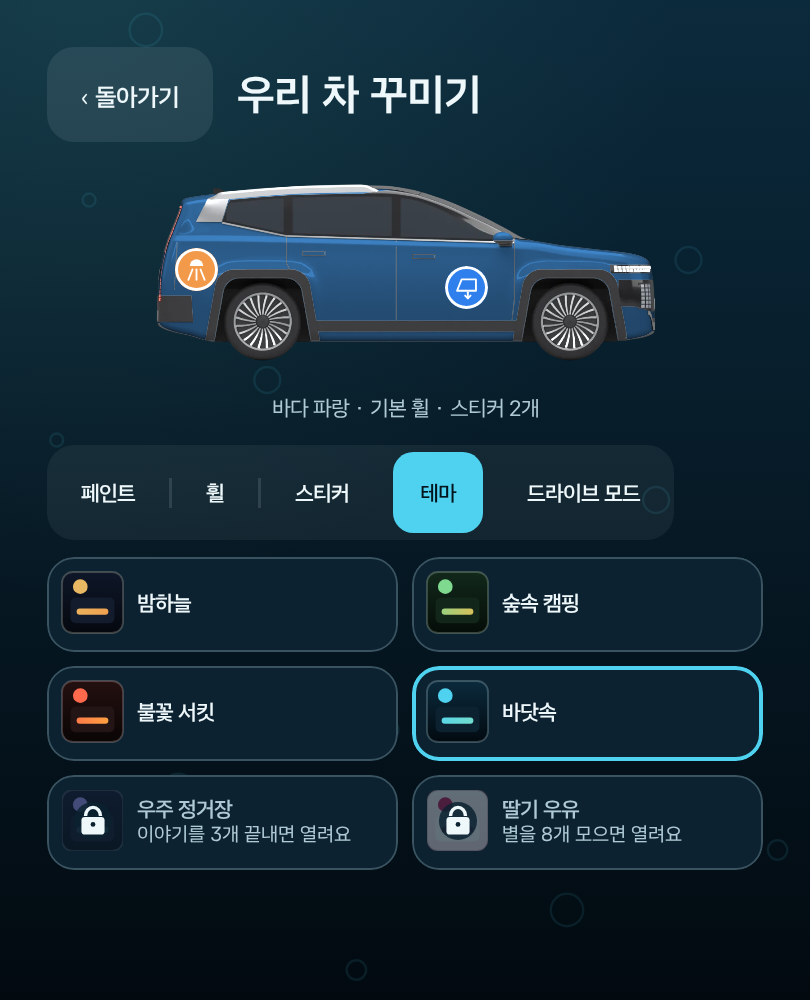 ‹ 돌아가기
우리 차 꾸미기
바다 파랑 · 기본 휠 · 스티커 2개
페인트 휠 스티커 테마 드라이브 모드
밤하늘
숲속 캠핑
불꽃 서킷
바닷속
우주 정거장
이야기를 3개 끝내면 열려요
딸기 우유
별을 8개 모으면 열려요